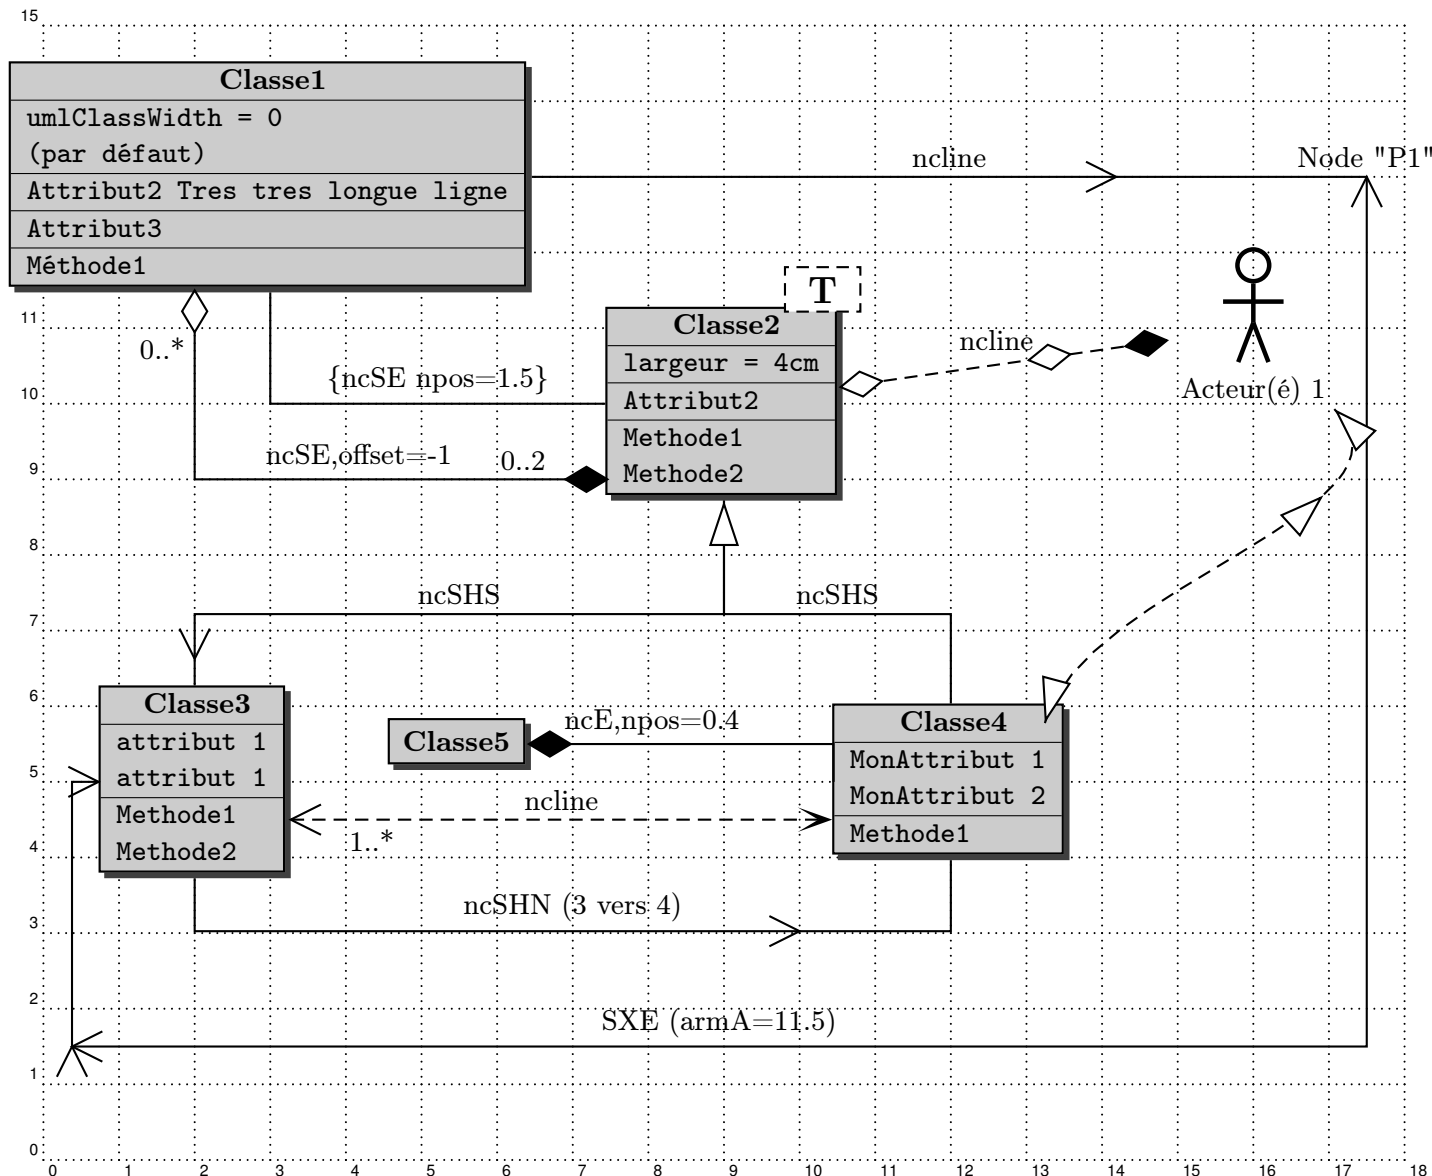 15
Classe1
umlClassWidth = 0
(par défaut)
Attribut2 Tres tres longue ligne
Attribut3
Méthode1
ncline
Node "P1"
T
Classe2
largeur = 4cm
Attribut2
Methode1
Methode2
ncline
Acteur(é) 1
11
0..*
{ncSE npos=1.5}
10
ncSE,offset=-1
0..2
9
8
ncSHS
ncSHS
7
6
Classe3
attribut 1
attribut 1
Methode1
Methode2
Classe5
ncE,npos=0.4
Classe4
MonAttribut 1
MonAttribut 2
Methode1
5
ncline
1..*
4
ncSHN (3 vers 4)
3
2
SXE (armA=11.5)
1
0
0 1 2 3 4 5 6 7 8 9 10 11 12 13 14 15 16 17 18